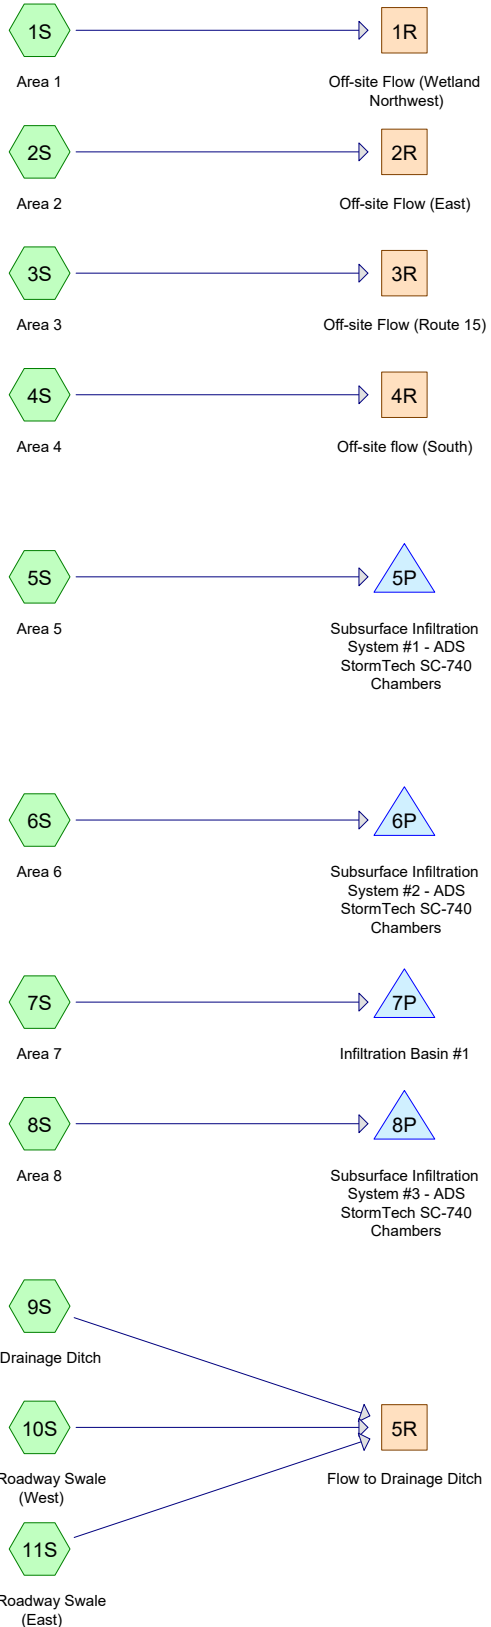 1S
1R
Area 1
Off-site Flow (Wetland
Northwest)
2S
2R
Area 2
Off-site Flow (East)
3S
3R
Area 3
Off-site Flow (Route 15)
4S
4R
Area 4
Off-site flow (South)
5S
5P
Area 5
Subsurface Infiltration
System #1 - ADS
StormTech SC-740
Chambers
6S
6P
Area 6
Subsurface Infiltration
System #2 - ADS
StormTech SC-740
Chambers
7S
7P
Area 7
Infiltration Basin #1
8S
8P
Area 8
Subsurface Infiltration
System #3 - ADS
StormTech SC-740
Chambers
9S
Drainage Ditch
10S
5R
Roadway Swale
(West)
Flow to Drainage Ditch
11S
Roadway Swale
(East)